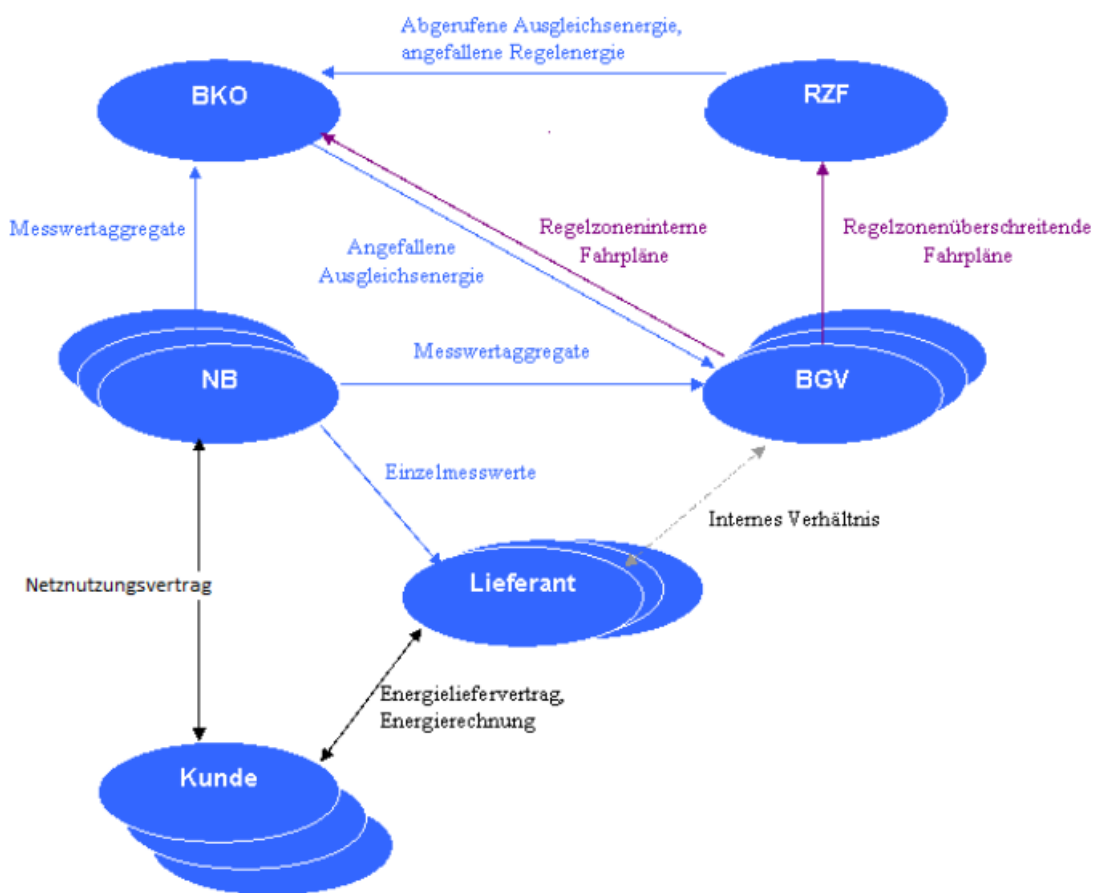 Abgerufene Ausgleichsenergie,
angefallene Regelenergie
BKO
RZF
Messwertaggregate
Regelzoneninterne
Fahrpläne
Regelzonenüberschreitende
Fahrpläne
Angefallene
Ausgleichsenergie
Messwertaggregate
NB
BGV
Einzelmesswerte
Internes Verhältnis
Netznutzungsvertrag
Lieferant
Energieliefervertrag,
Energierechnung
Kunde